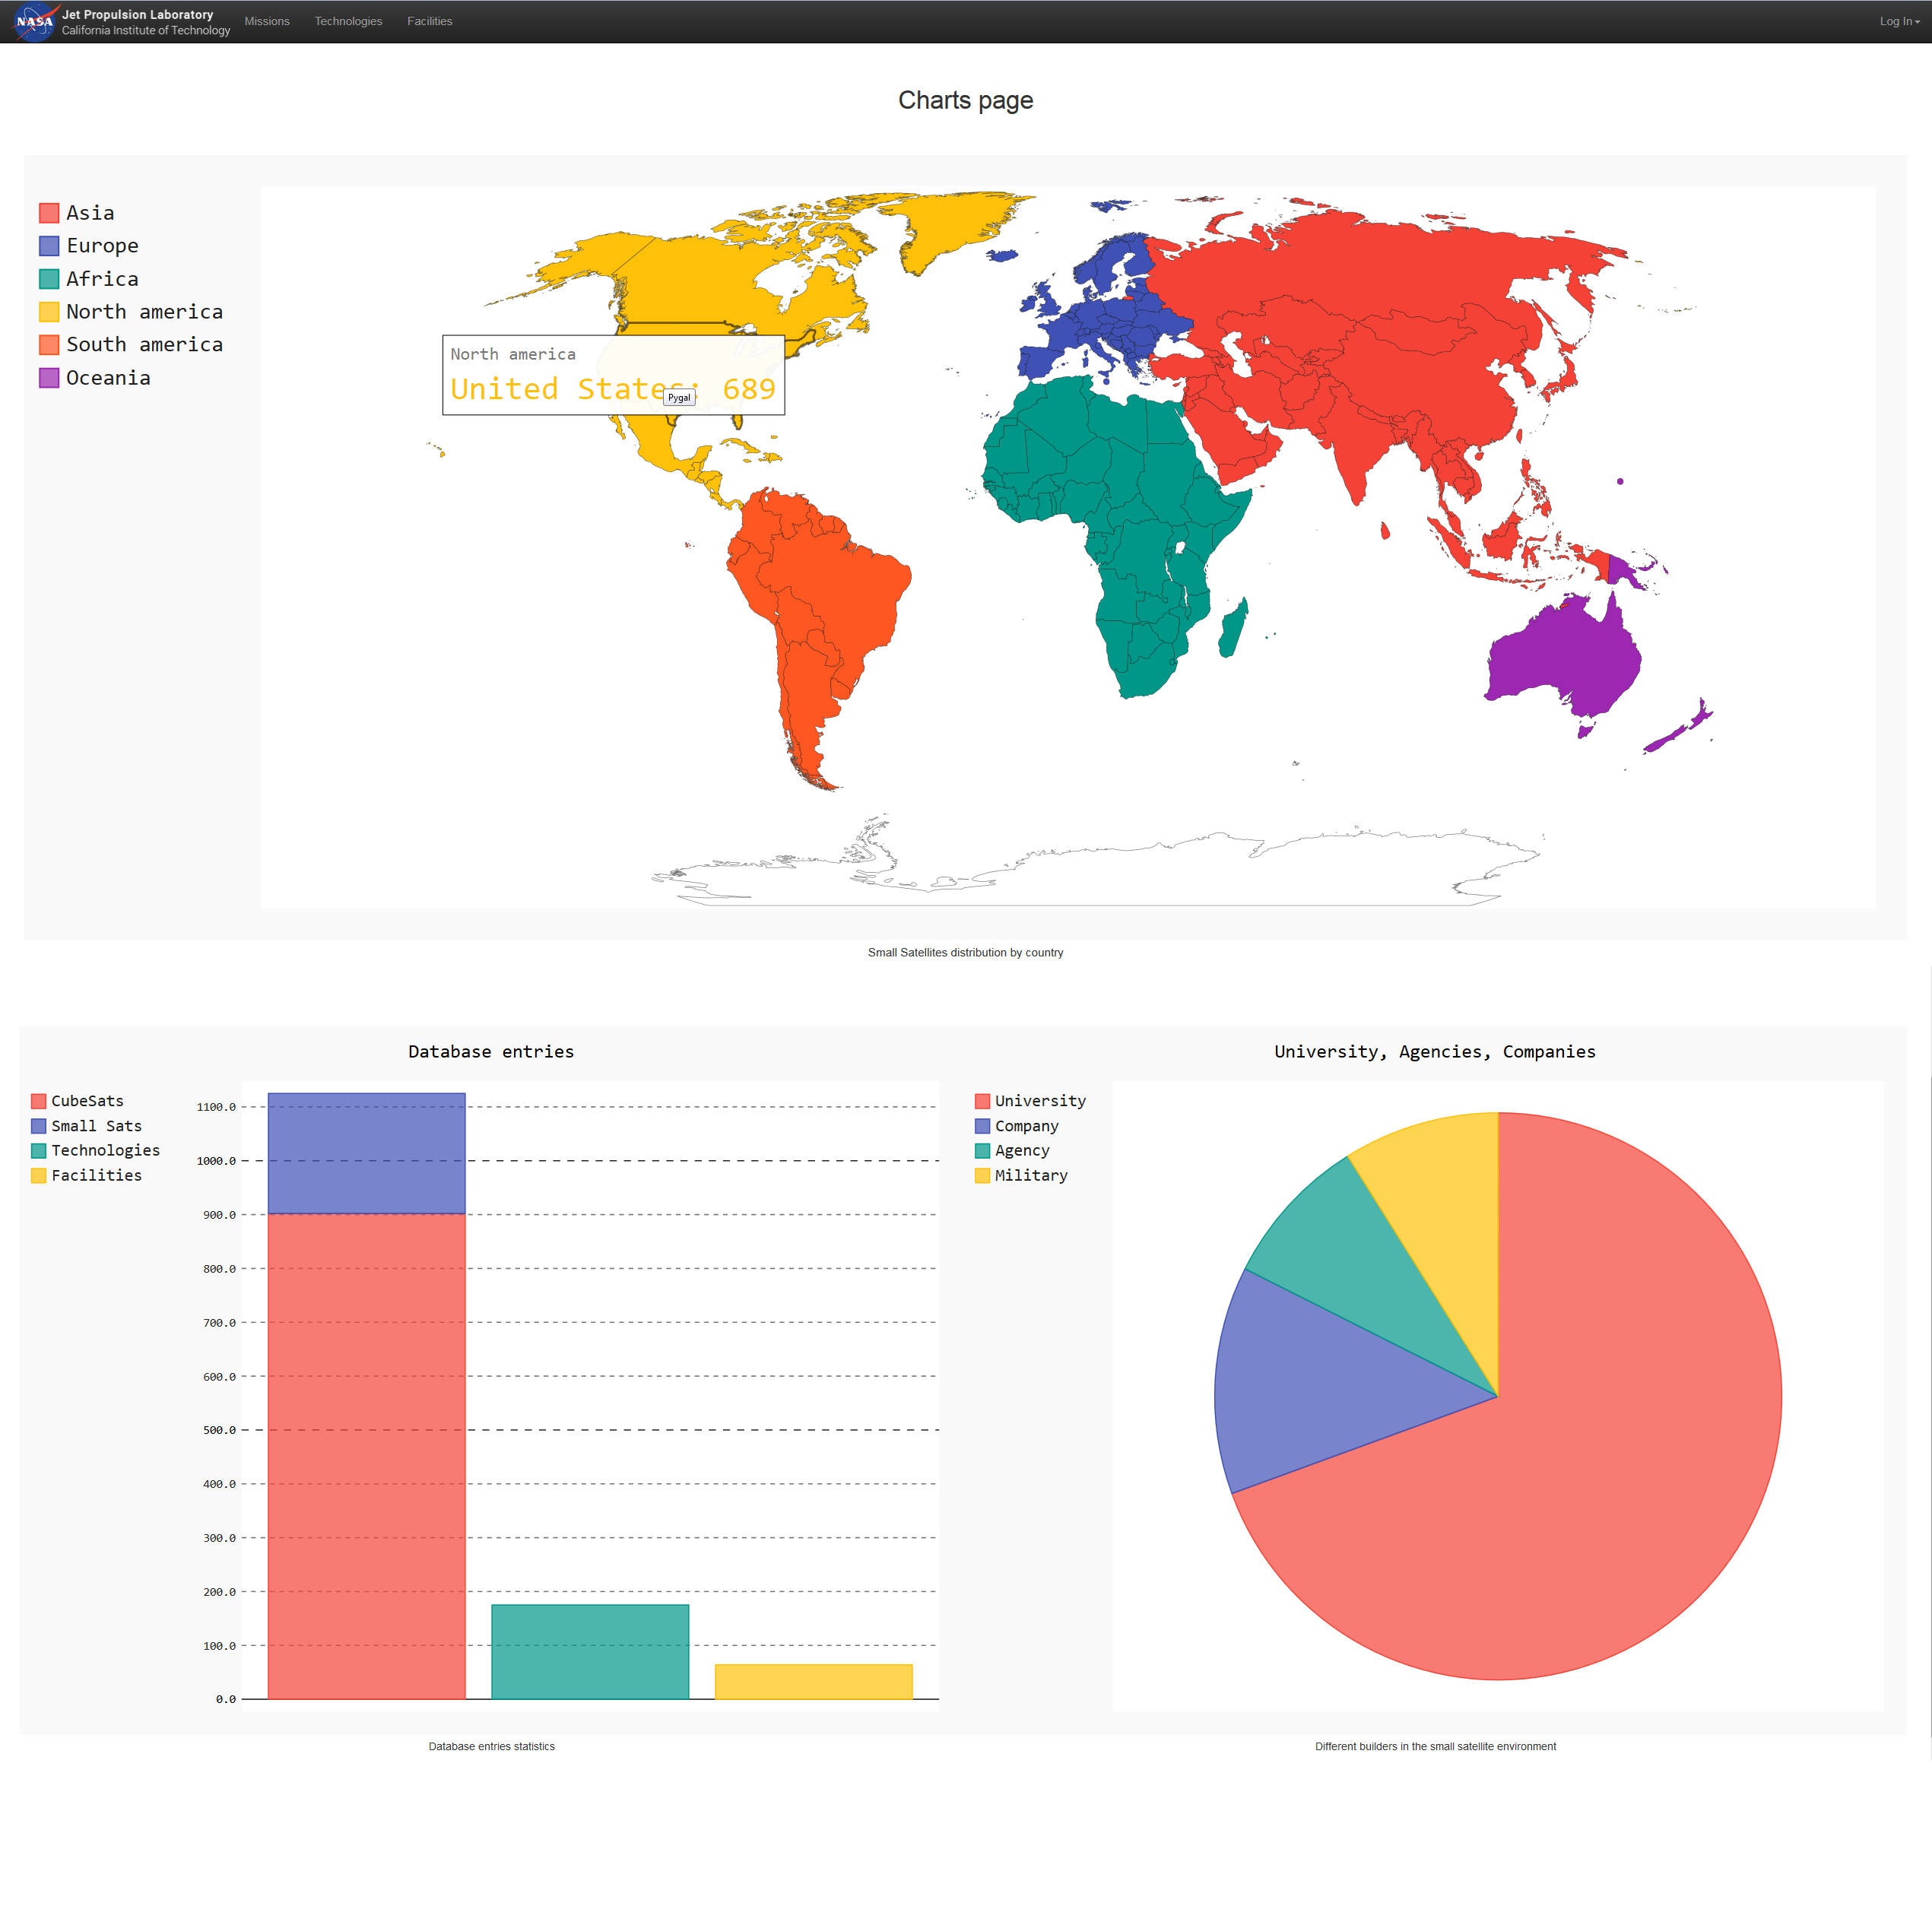 NASA
Jet Propulsion Laboratory
California Institute of Technology
Missions
Technologies
Facilities
Log In
Charts page
Asia
Europe
Africa
North america
South america
Oceania
North america
United States: 689
Pygal
Small Satellites distribution by country
Database entries
CubeSats
Small Sats
Technologies
Facilities
1100.0
1000.0
900.0
800.0
700.0
600.0
500.0
400.0
300.0
200.0
100.0
0.0
Database entries statistics
University, Agencies, Companies
University
Company
Agency
Military
Different builders in the small satellite environment